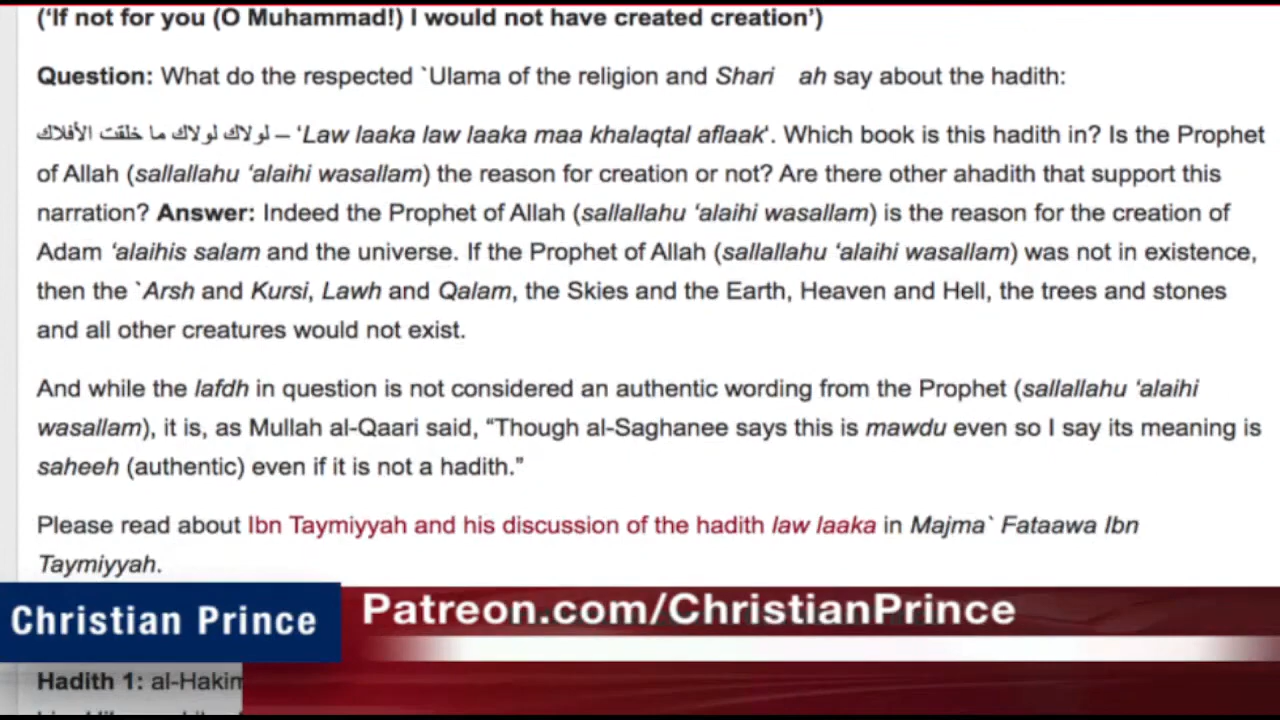 (‘If not for you (O Muhammad!) I would not have created creation’)
Question: What do the respected `Ulama of the religion and Shari ah say about the hadith:
لولاك لولاك ما خلقت الأفلاك – ‘Law laaka law laaka maa khalaqtal aflaak‘. Which book is this hadith in? Is the Prophet
of Allah (sallallahu ‘alaihi wasallam) the reason for creation or not? Are there other ahadith that support this
narration? Answer: Indeed the Prophet of Allah (sallallahu ‘alaihi wasallam) is the reason for the creation of
Adam ‘alaihis salam and the universe. If the Prophet of Allah (sallallahu ‘alaihi wasallam) was not in existence,
then the `Arsh and Kursi, Lawh and Qalam, the Skies and the Earth, Heaven and Hell, the trees and stones
and all other creatures would not exist.
And while the lafdh in question is not considered an authentic wording from the Prophet (sallallahu ‘alaihi
wasallam), it is, as Mullah al-Qaari said, “Though al-Saghanee says this is mawdu even so I say its meaning is
saheeh (authentic) even if it is not a hadith.”
Please read about Ibn Taymiyyah and his discussion of the hadith law laaka in Majma` Fataawa Ibn
Taymiyyah.
Christian Prince
Patreon.com/ChristianPrince
Hadith 1: al-Hakim